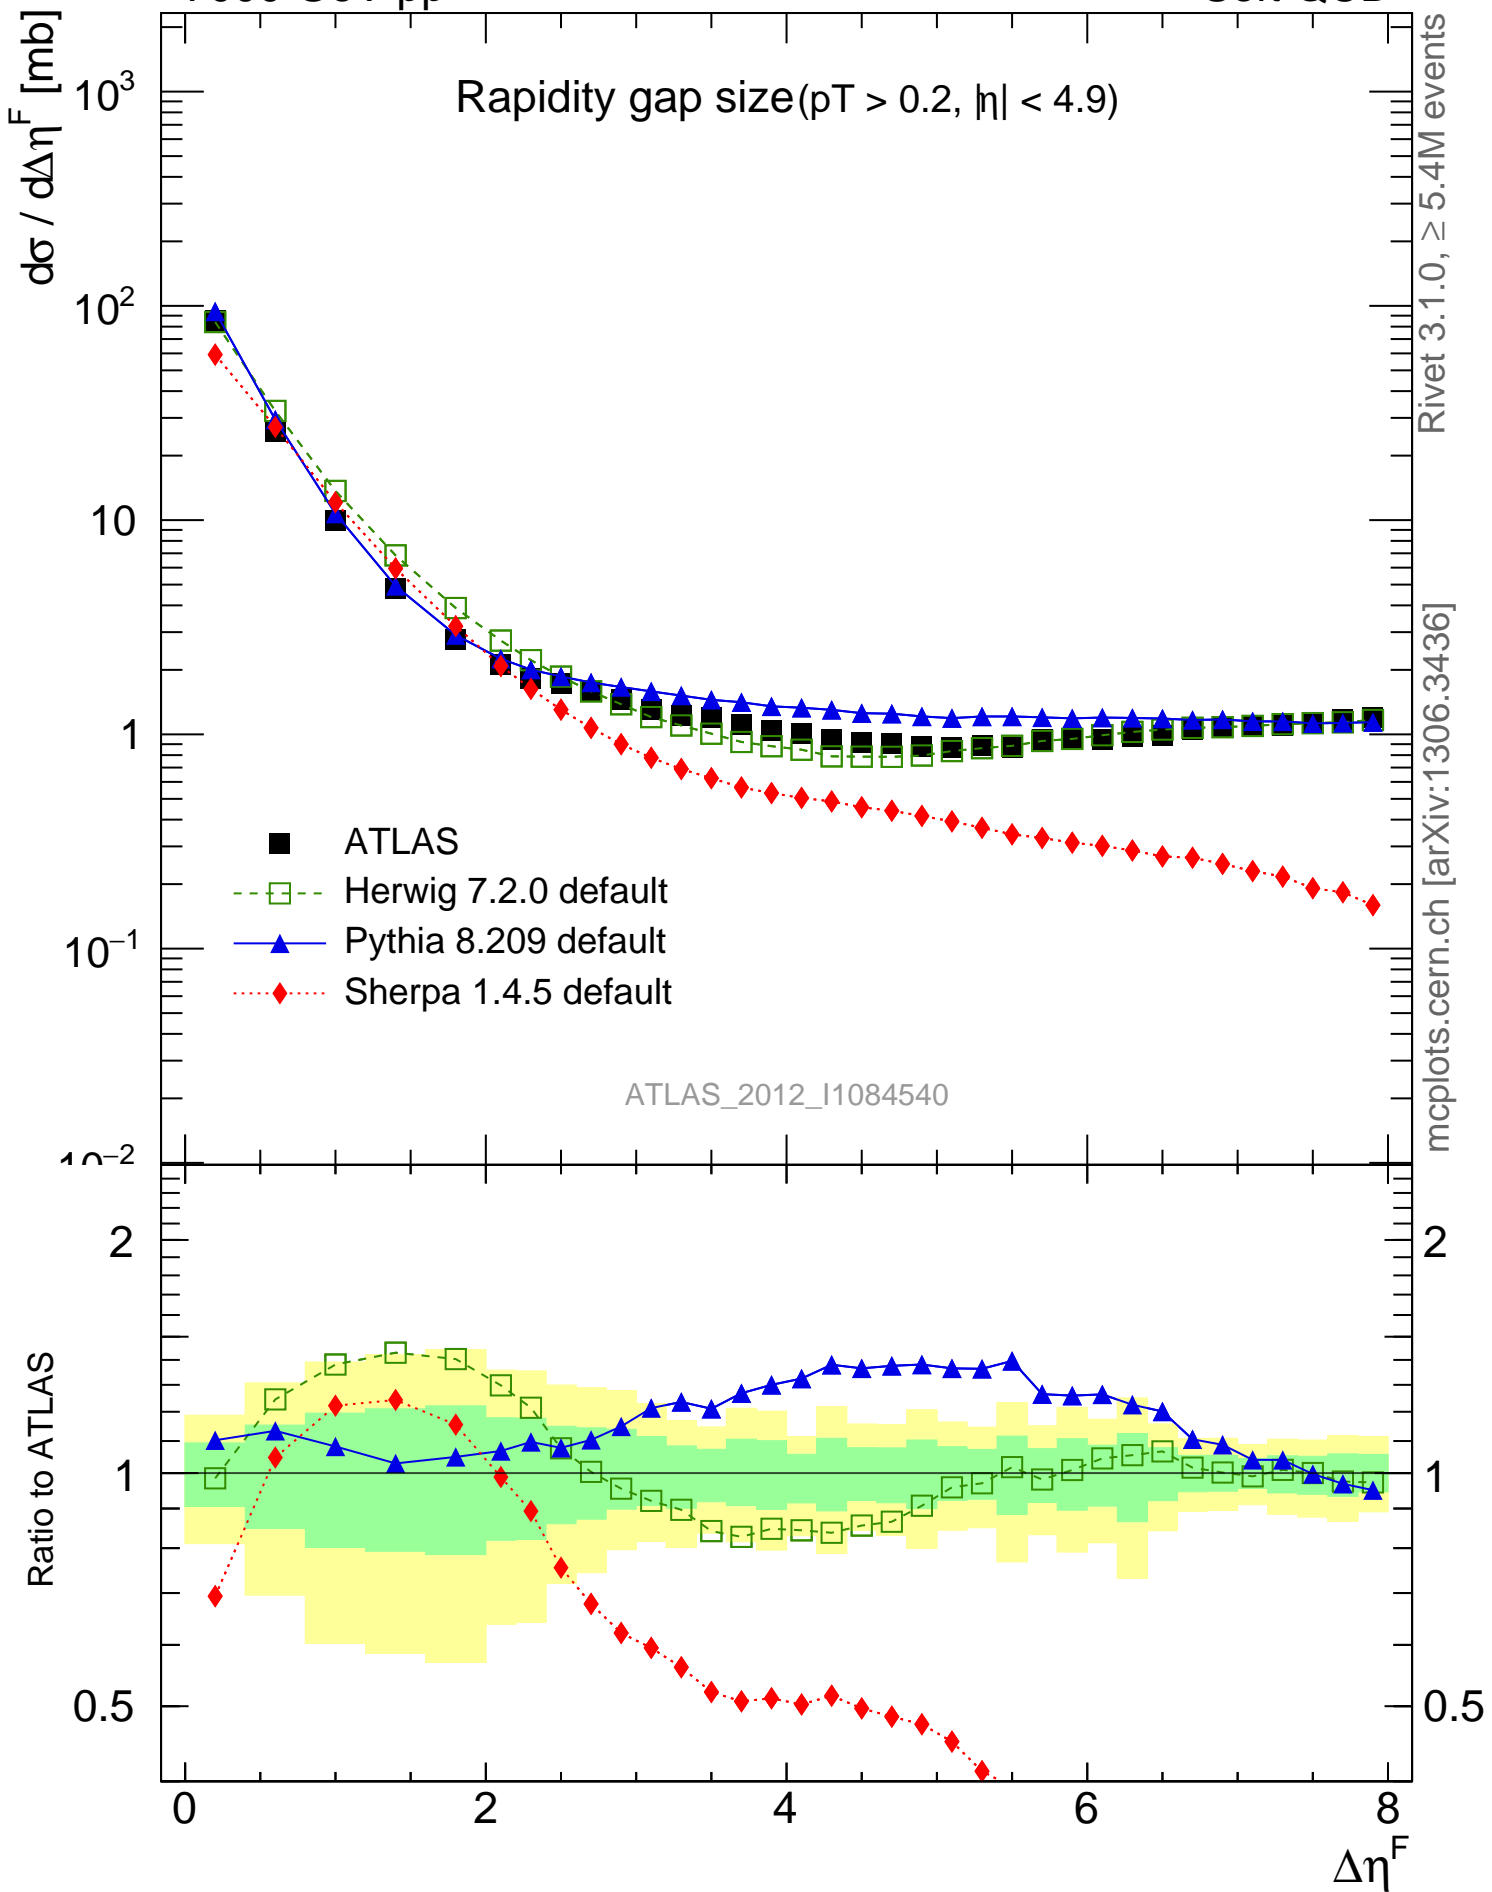 Rapidity gap size (pT > 0.2, |η| < 4.9)
dσ / dΔη^F [mb]
10³
10²
10
1
10⁻¹
10⁻²
ATLAS
Herwig 7.2.0 default
Pythia 8.209 default
Sherpa 1.4.5 default
ATLAS_2012_I1084540
Rivet 3.1.0, ≥ 5.4M events
mcplots.cern.ch [arXiv:1306.3436]
Ratio to ATLAS
2
1
0.5
2
1
0.5
0 2 4 6 8
Δη^F